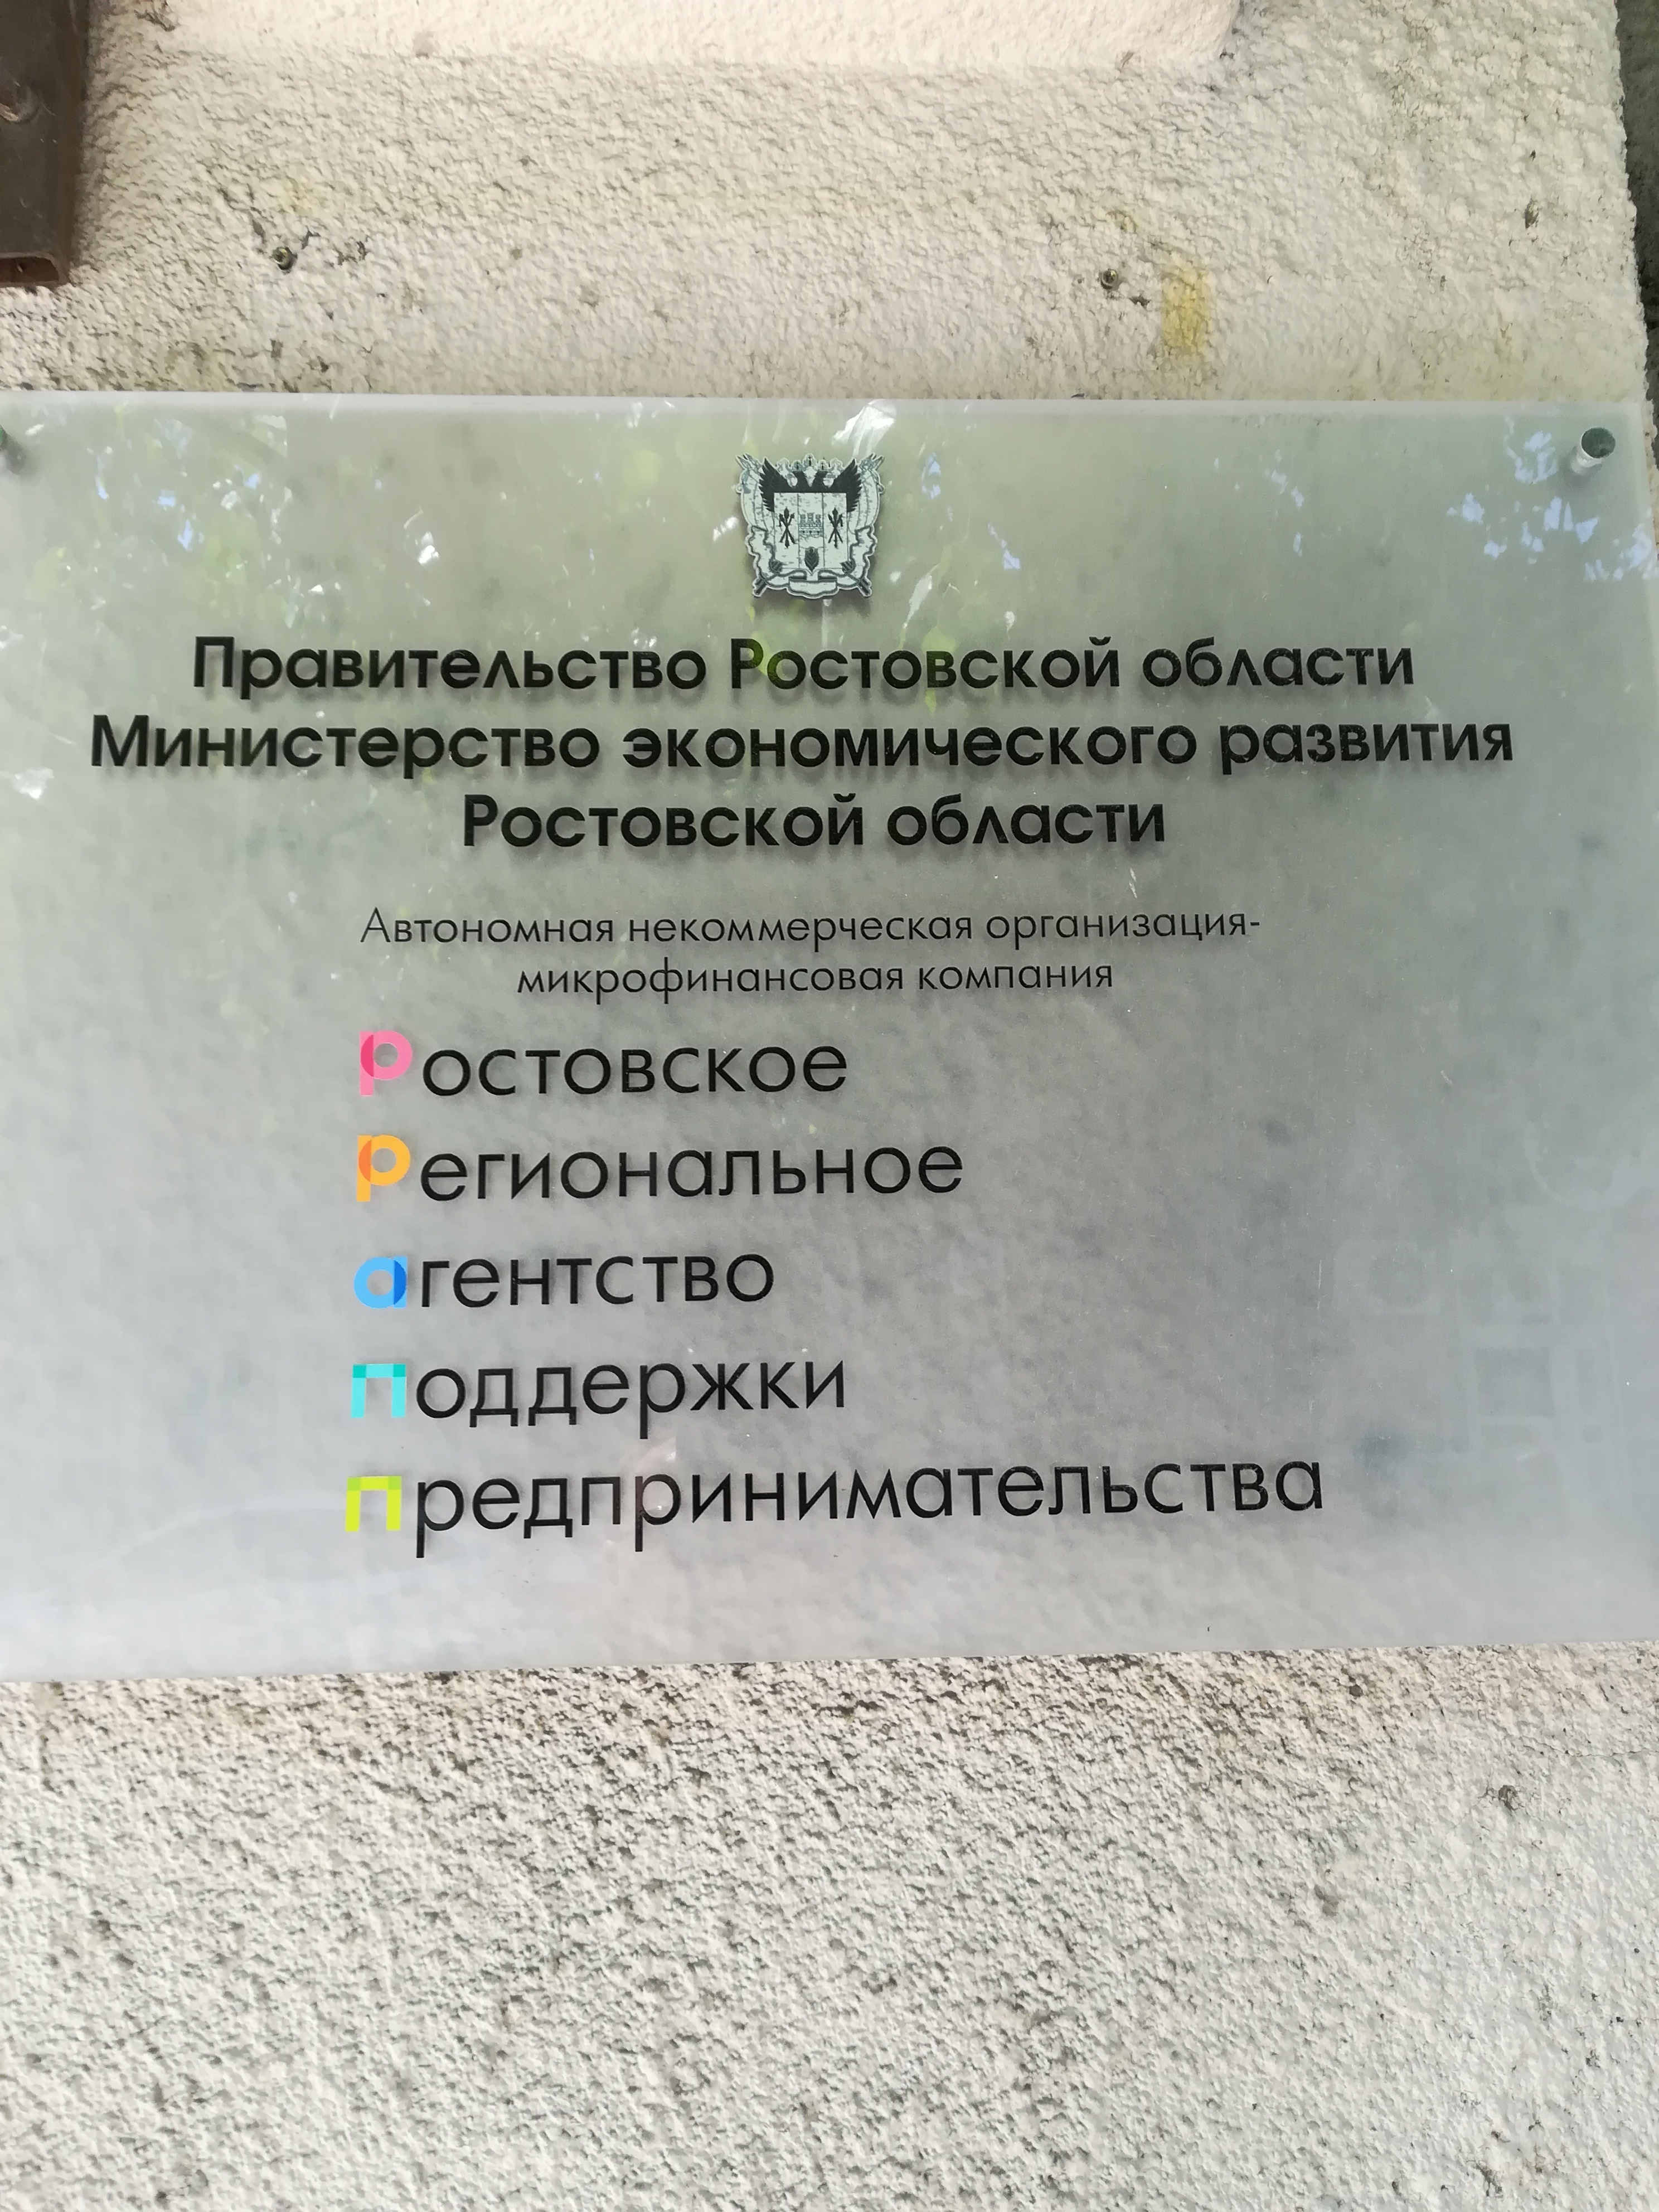 Правительство Ростовской области
Министерство экономического развития
Ростовской области
Автономная некоммерческая организация-
микрофинансовая компания
Ростовское
Региональное
агентство
поддержки
предпринимательства